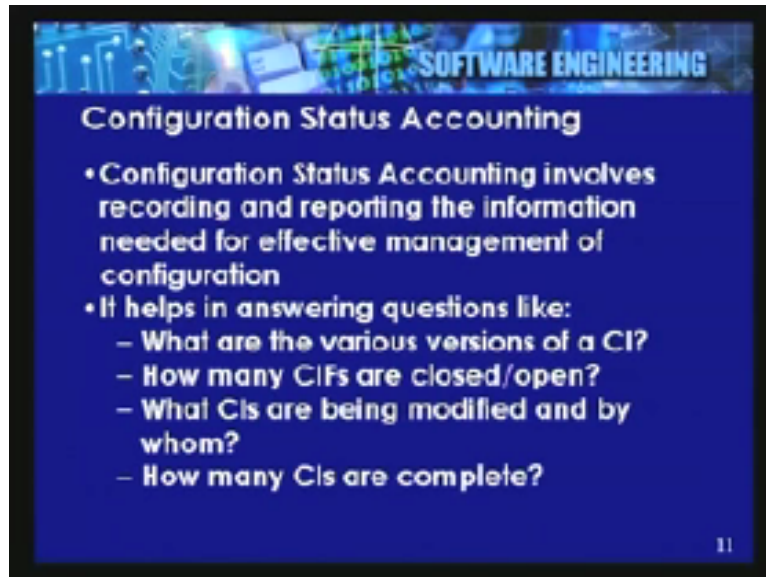 SOFTWARE ENGINEERING
Configuration Status Accounting
•Configuration Status Accounting involves
recording and reporting the information
needed for effective management of
configuration
•It helps in answering questions like:
– What are the various versions of a CI?
– How many CIFs are closed/open?
– What CIs are being modified and by
whom?
– How many CIs are complete?
11